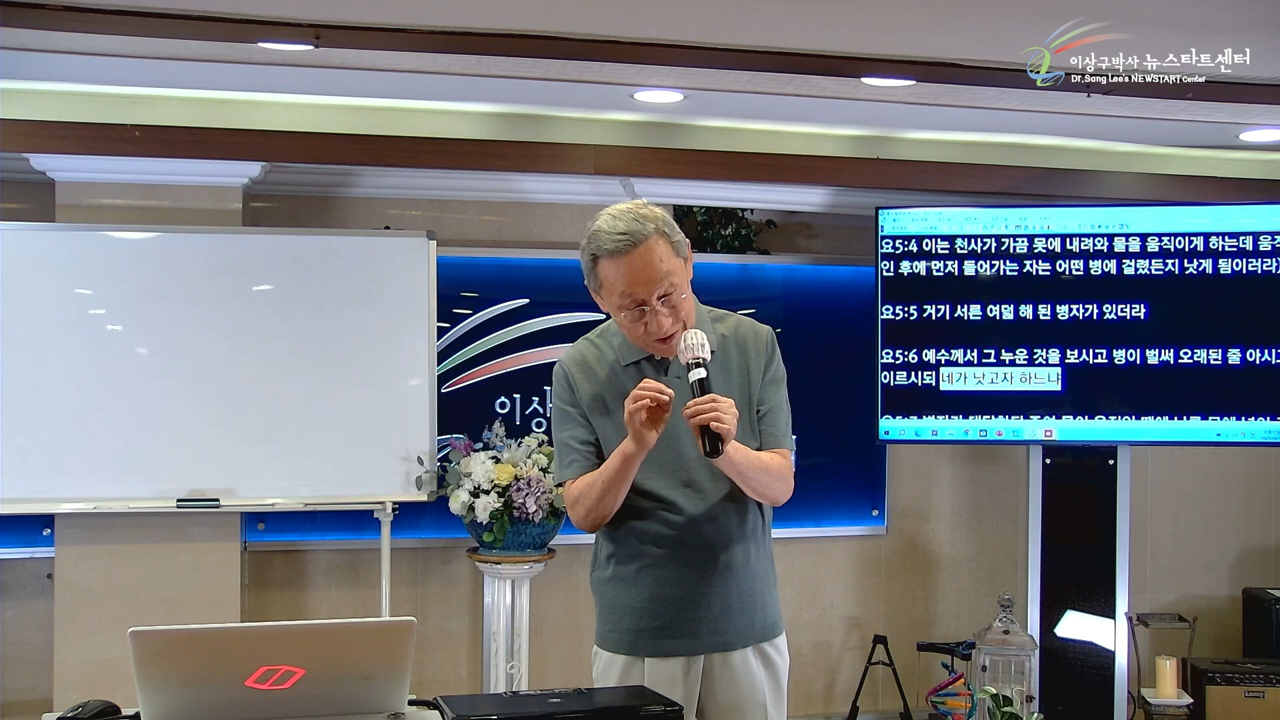 이상구박사 뉴스타트센터
Dr. Sang Lee's NEWSTART Center
요5:4 이는 천사가 가끔 못에 내려와 물을 움직이게 하는데
인 후에 먼저 들어가는 자는 어떤 병에 걸렸든지 낫게 됨이러라)
요5:5 거기 서른 여덟 해 된 병자가 있더라
요5:6 예수께서 그 누운 것을 보시고 병이 벌써 오래된 줄 아시고
이르시되 네가 낫고자 하느냐
이상